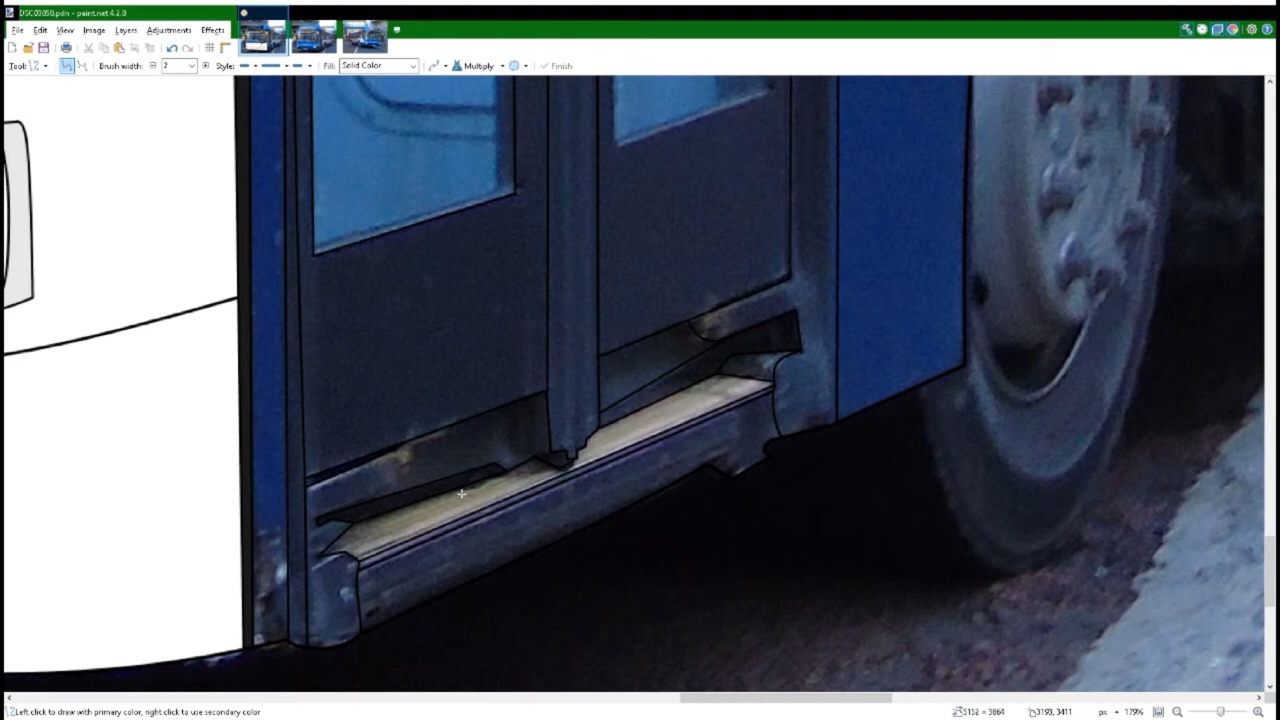 DSC03858.pdn - paint.net 4.2.8
File Edit View Image Layers Adjustments Effects
Tool: Brush width: 2 Style: Fill: Solid Color Multiply Finish
Left click to draw with primary color, right click to use secondary color 5152 × 3864 3193, 3411 px 179%